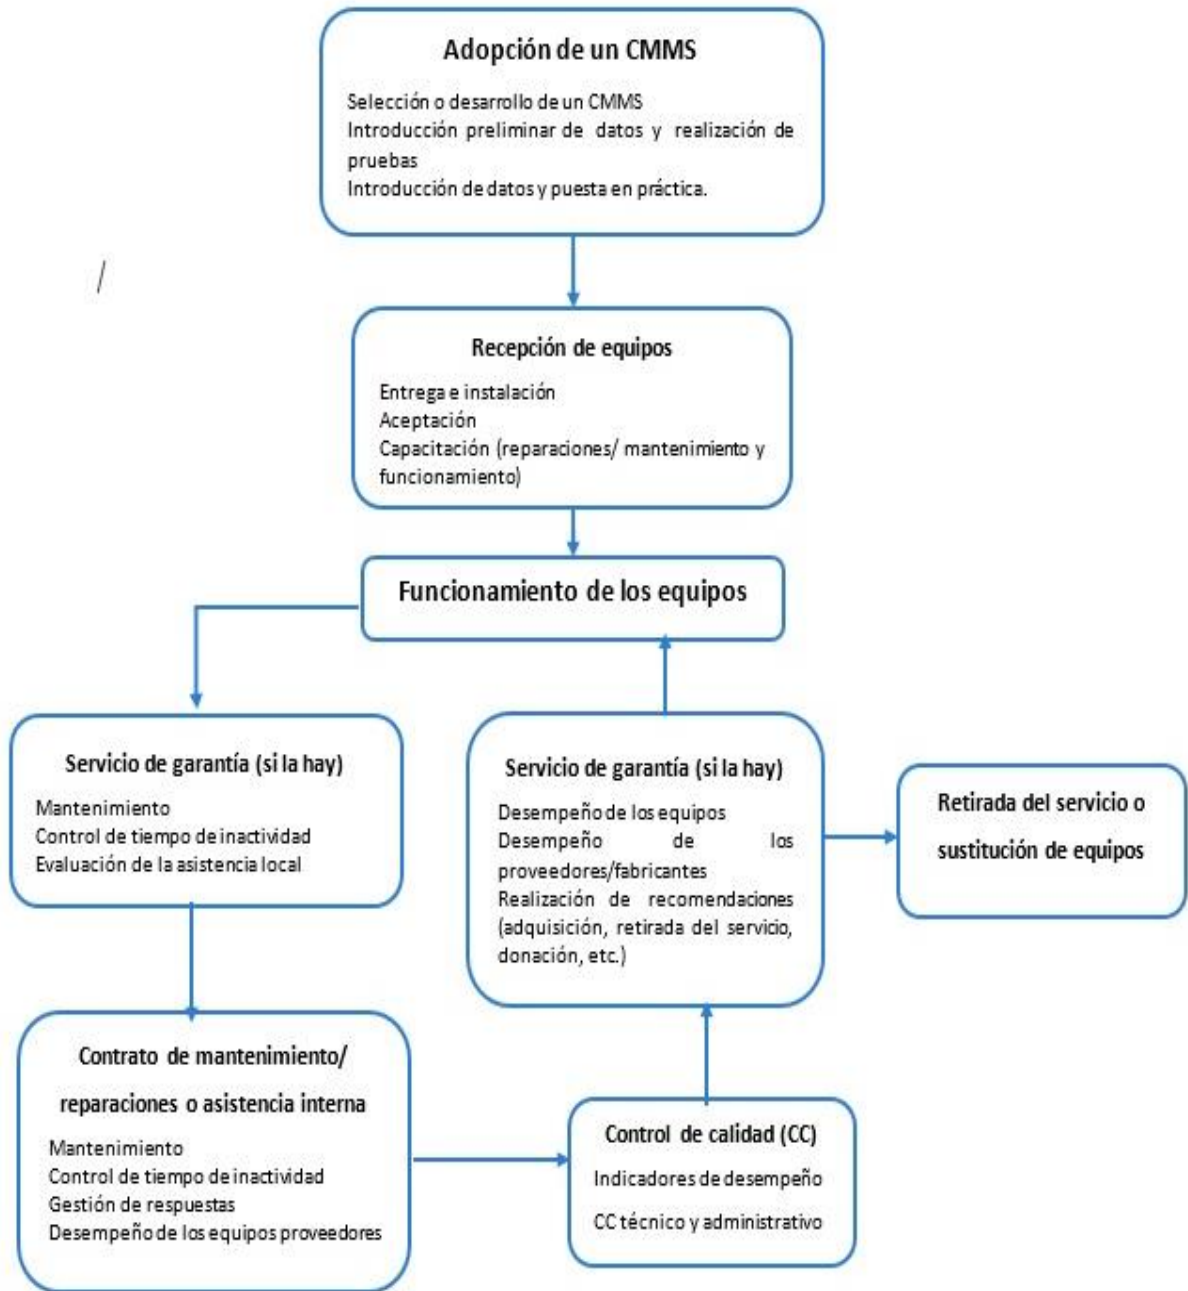 Adopción de un CMMS
Selección o desarrollo de un CMMS
Introducción preliminar de datos y realización de
pruebas
Introducción de datos y puesta en práctica.
/
Recepción de equipos
Entrega e instalación
Aceptación
Capacitación (reparaciones/ mantenimiento y
funcionamiento)
Funcionamiento de los equipos
Servicio de garantía (si la hay)
Mantenimiento
Control de tiempo de inactividad
Evaluación de la asistencia local
Servicio de garantía (si la hay)
Desempeño de los equipos
Desempeño de los
proveedores/fabricantes
Realización de recomendaciones
(adquisición, retirada del servicio,
donación, etc.)
Retirada del servicio o
sustitución de equipos
Contrato de mantenimiento/
reparaciones o asistencia interna
Mantenimiento
Control de tiempo de inactividad
Gestión de respuestas
Desempeño de los equipos proveedores
Control de calidad (CC)
Indicadores de desempeño
CC técnico y administrativo